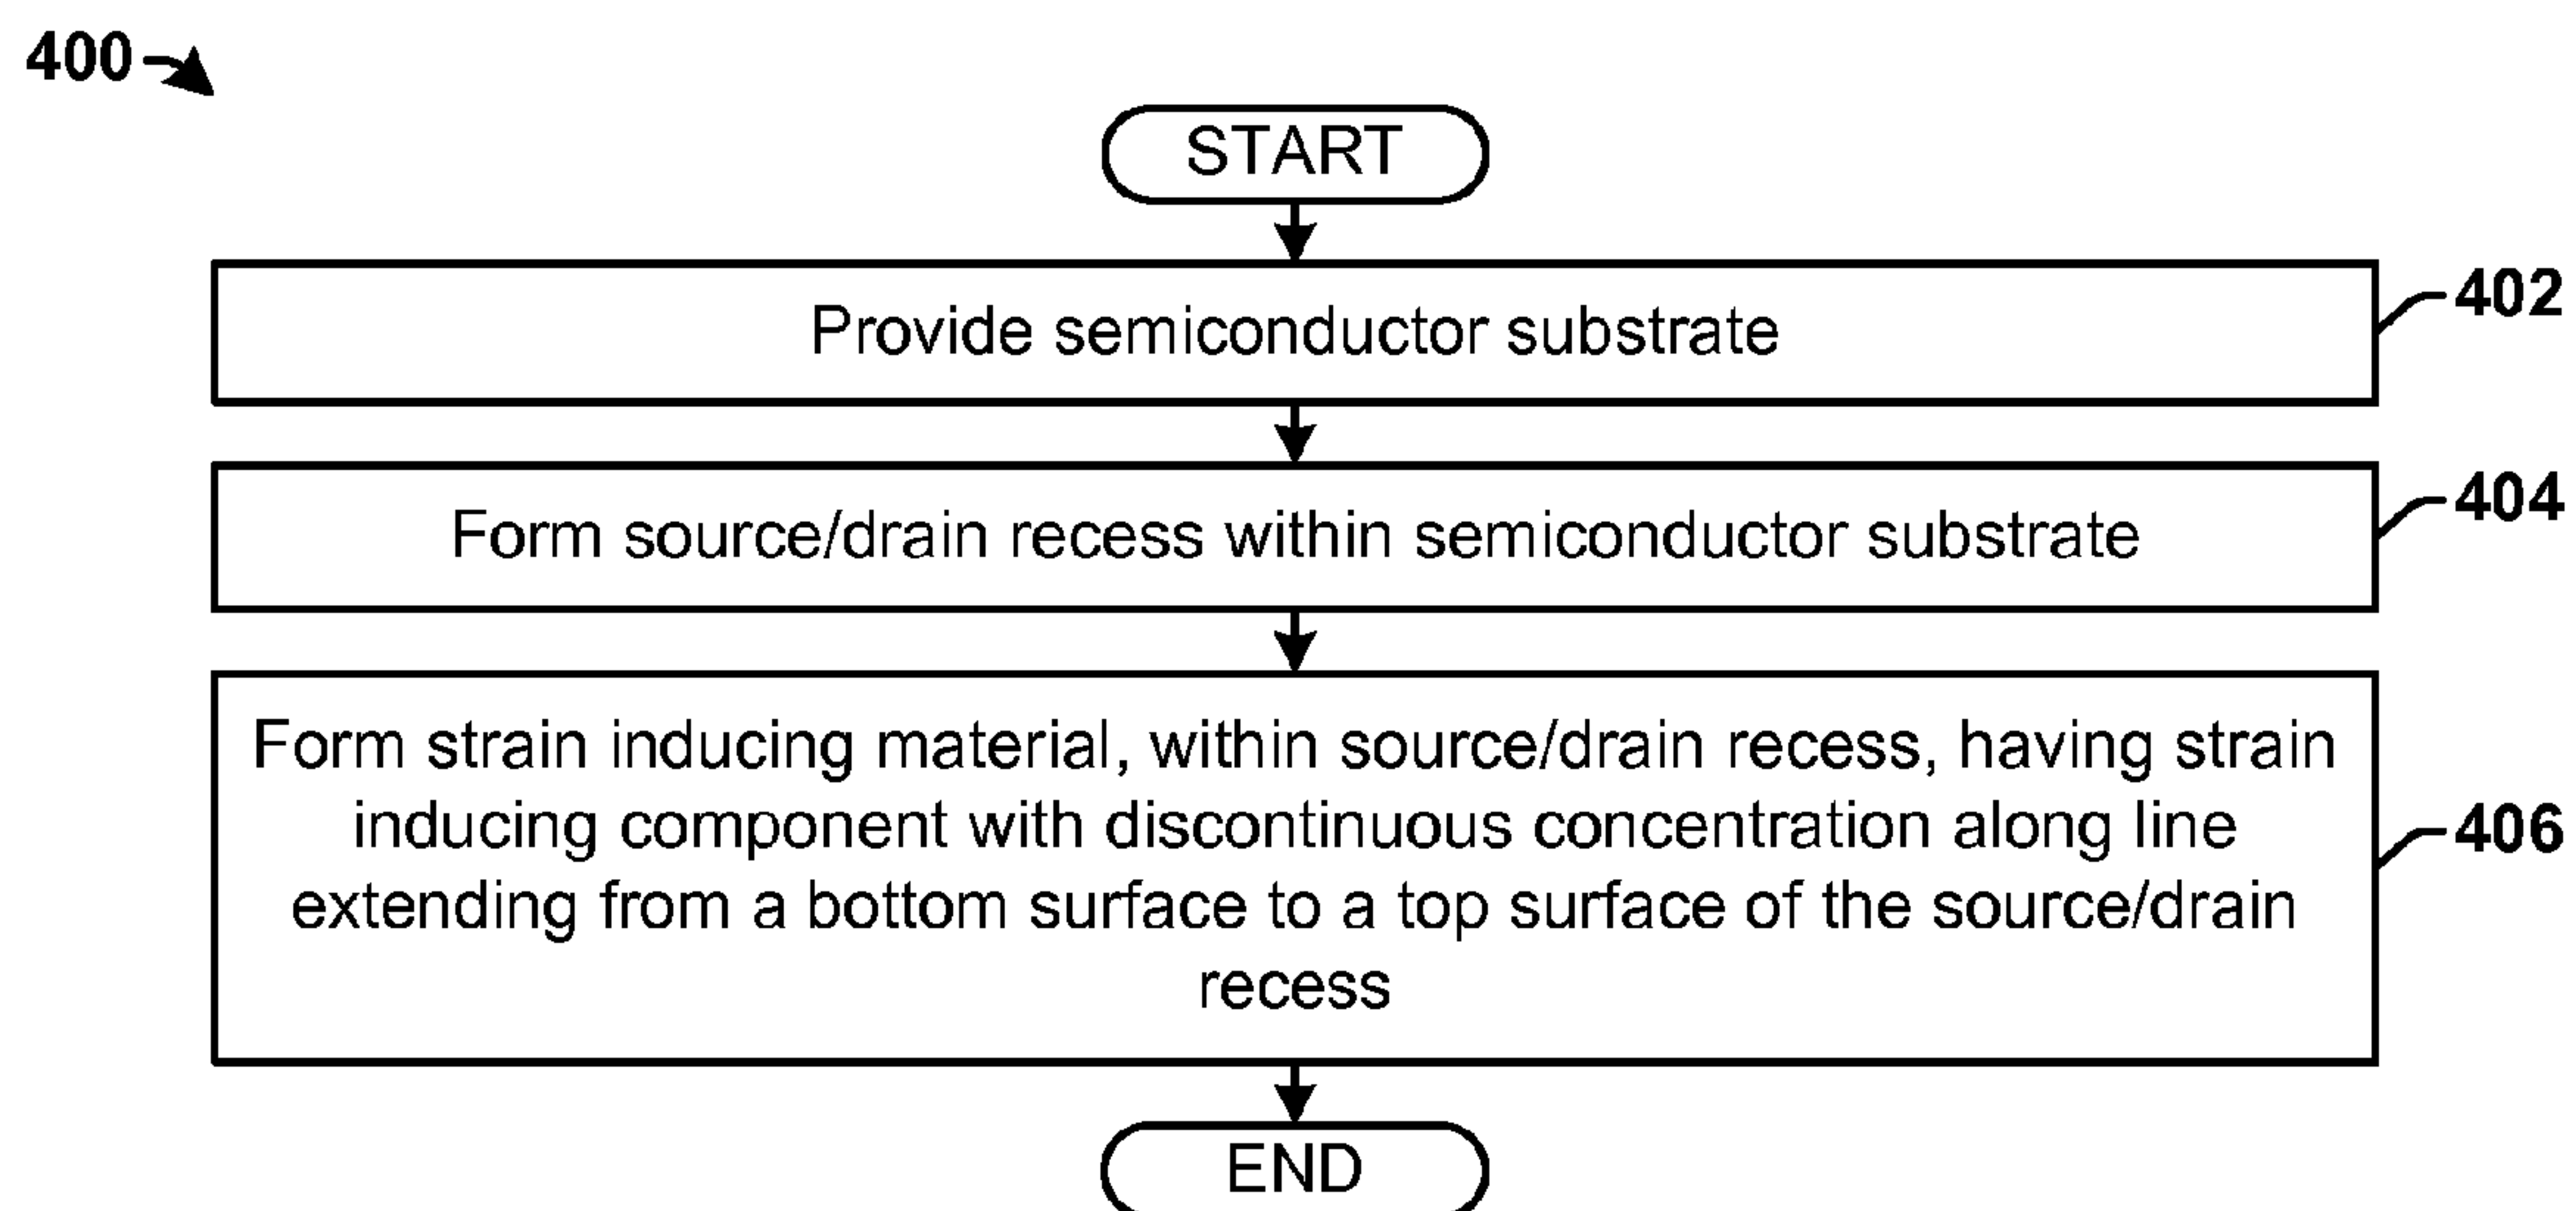 400
START
Provide semiconductor substrate
402
Form source/drain recess within semiconductor substrate
404
Form strain inducing material, within source/drain recess, having strain
inducing component with discontinuous concentration along line
extending from a bottom surface to a top surface of the source/drain
recess
406
END